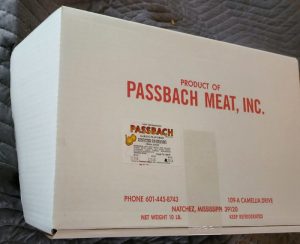 PRODUCT OF
PASSBACH MEAT, INC.
PASSBACH
PHONE 601-445-8743
109-A CAMELLIA DRIVE
NATCHEZ, MISSISSIPPI 39120
NET WEIGHT 10 LB.
KEEP REFRIGERATED